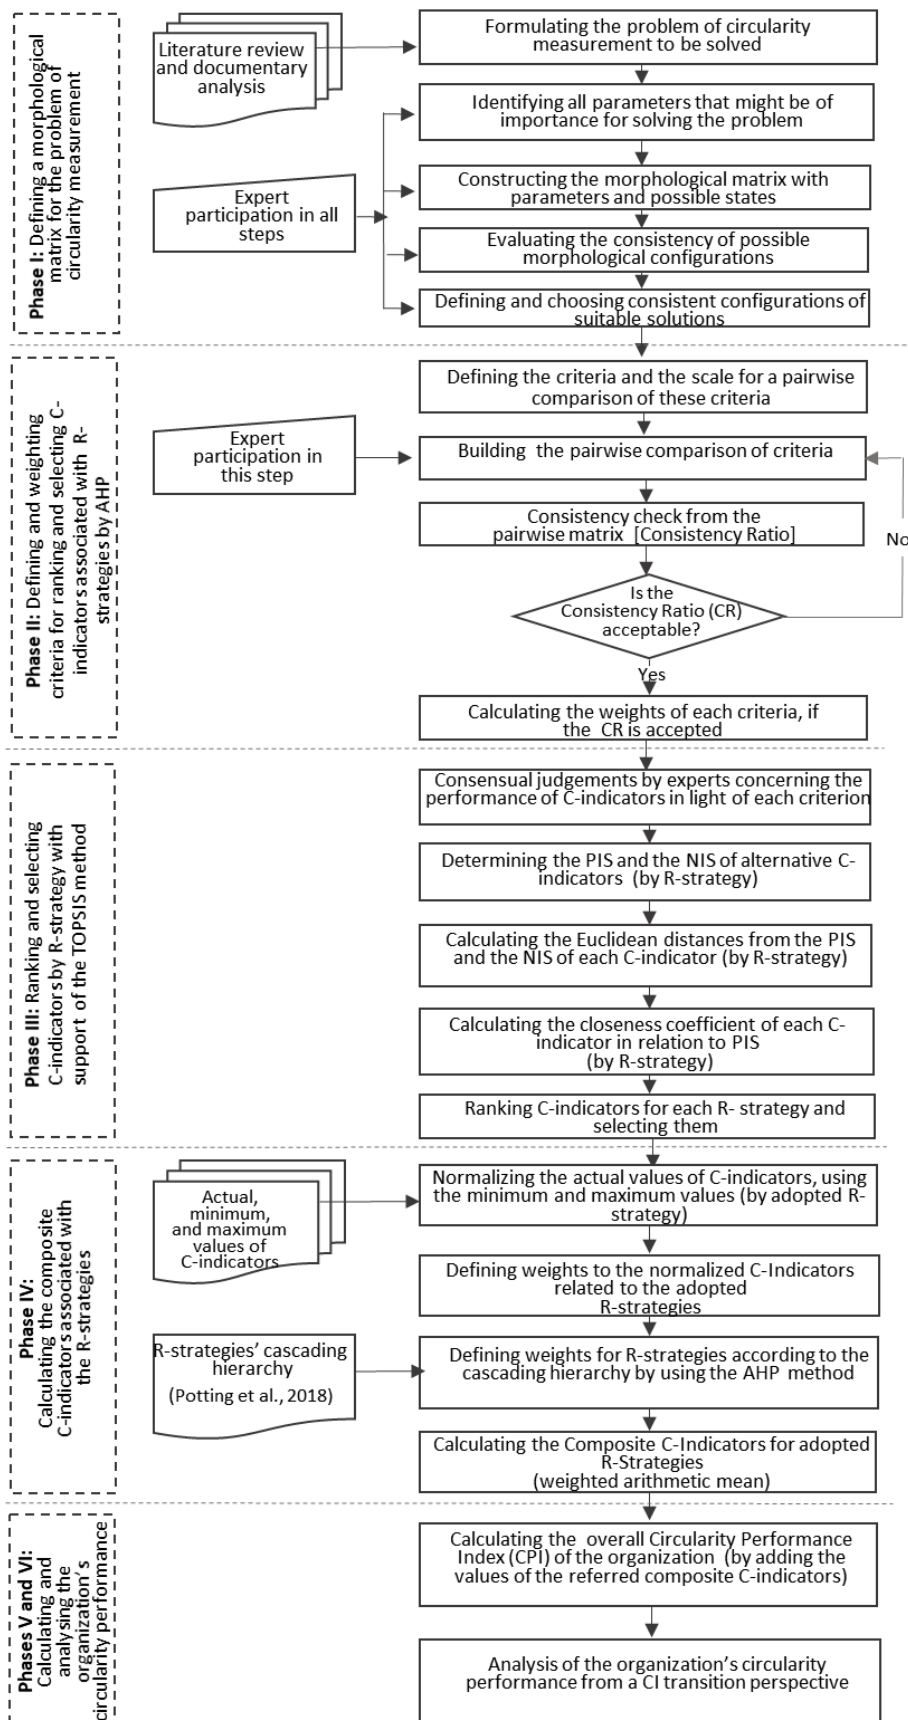 Phase I: Defining a morphological
matrix for the problem of
circularity measurement
Literature review
and documentary
analysis
Expert
participation in all
steps
Formulating the problem of circularity
measurement to be solved
Identifying all parameters that might be of
importance for solving the problem
Constructing the morphological matrix with
parameters and possible states
Evaluating the consistency of possible
morphological configurations
Defining and choosing consistent configurations of
suitable solutions
Phase II: Defining and weighting
criteria for ranking and selecting C-
indicators associated with R-
strategies by AHP
Expert
participation in
this step
Defining the criteria and the scale for a pairwise
comparison of these criteria
Building the pairwise comparison of criteria
Consistency check from the
pairwise matrix [Consistency Ratio]
No
Is the
Consistency Ratio (CR)
acceptable?
Yes
Calculating the weights of each criteria, if
the CR is accepted
Phase III: Ranking and selecting
C-indicators by R-strategy with
support of the TOPSIS method
Consensual judgements by experts concerning the
performance of C-indicators in light of each criterion
Determining the PIS and the NIS of alternative C-
indicators (by R-strategy)
Calculating the Euclidean distances from the PIS
and the NIS of each C-indicator (by R-strategy)
Calculating the closeness coefficient of each C-
indicator in relation to PIS
(by R-strategy)
Ranking C-indicators for each R- strategy and
selecting them
Phase IV:
Calculating the composite
C-indicators associated with
the R-strategies
Actual,
minimum,
and maximum
values of
C-indicators
R-strategies’ cascading
hierarchy
(Potting et al., 2018)
Normalizing the actual values of C-indicators, using
the minimum and maximum values (by adopted R-
strategy)
Defining weights to the normalized C-Indicators
related to the adopted
R-strategies
Defining weights for R-strategies according to the
cascading hierarchy by using the AHP method
Calculating the Composite C-Indicators for adopted
R-Strategies
(weighted arithmetic mean)
Phases V and VI:
Calculating and
analysing the
organization’s
circularity performance
Calculating the overall Circularity Performance
Index (CPI) of the organization (by adding the
values of the referred composite C-indicators)
Analysis of the organization’s circularity
performance from a CI transition perspective